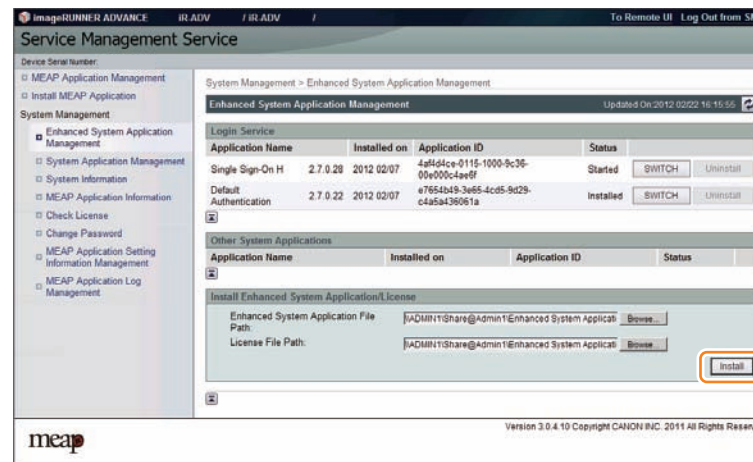 imageRUNNER ADVANCE iR-ADV / iR-ADV /
To Remote UI Log Out from SM
Service Management Service
Device Serial Number:
MEAP Application Management
Install MEAP Application
System Management
Enhanced System Application
Management
System Application Management
System Information
MEAP Application Information
Check License
Change Password
MEAP Application Setting
Information Management
MEAP Application Log
Management
System Management > Enhanced System Application Management
Enhanced System Application Management Updated On:2012 02/22 16:15:55
Login Service
Application Name Installed on Application ID Status
Single Sign-On H 2.7.0.28 2012 02/07 4af4d4ce-0115-1000-9c36-
00e000c4ae6f Started SWITCH Uninstall
Default
Authentication 2.7.0.22 2012 02/07 e7654b49-3e65-4cd5-9d29-
c4a5a436061a Installed SWITCH Uninstall
Other System Applications
Application Name Installed on Application ID Status
Install Enhanced System Application/License
Enhanced System Application File
Path: \\ADMIN1\Share@Admin1\Enhanced System Applicati Browse...
License File Path: \\ADMIN1\Share@Admin1\Enhanced System Applicati Browse...
Install
Version 3.0.4.10 Copyright CANON INC. 2011 All Rights Reser
meap